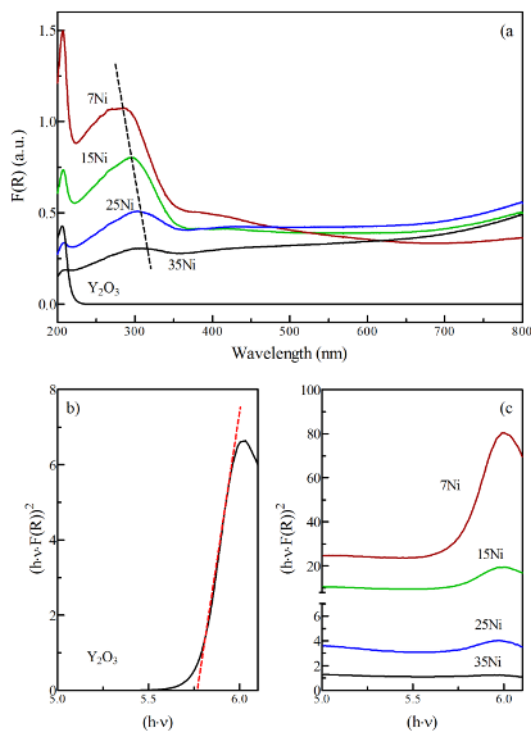 (a
1.5
1.0
0.5
0.0
F(R) (a.u.)
7Ni
15Ni
25Ni
35Ni
Y₂O₃
200 300 400 500 600 700 800
Wavelength (nm)
b)
8
6
4
2
0
(h·ν·F(R))²
Y₂O₃
5.0 5.5 6.0
(h·ν)
(c
100
80
60
40
20
6
4
2
0
(h·ν·F(R))²
7Ni
15Ni
25Ni
35Ni
5.0 5.5 6.0
(h·ν)